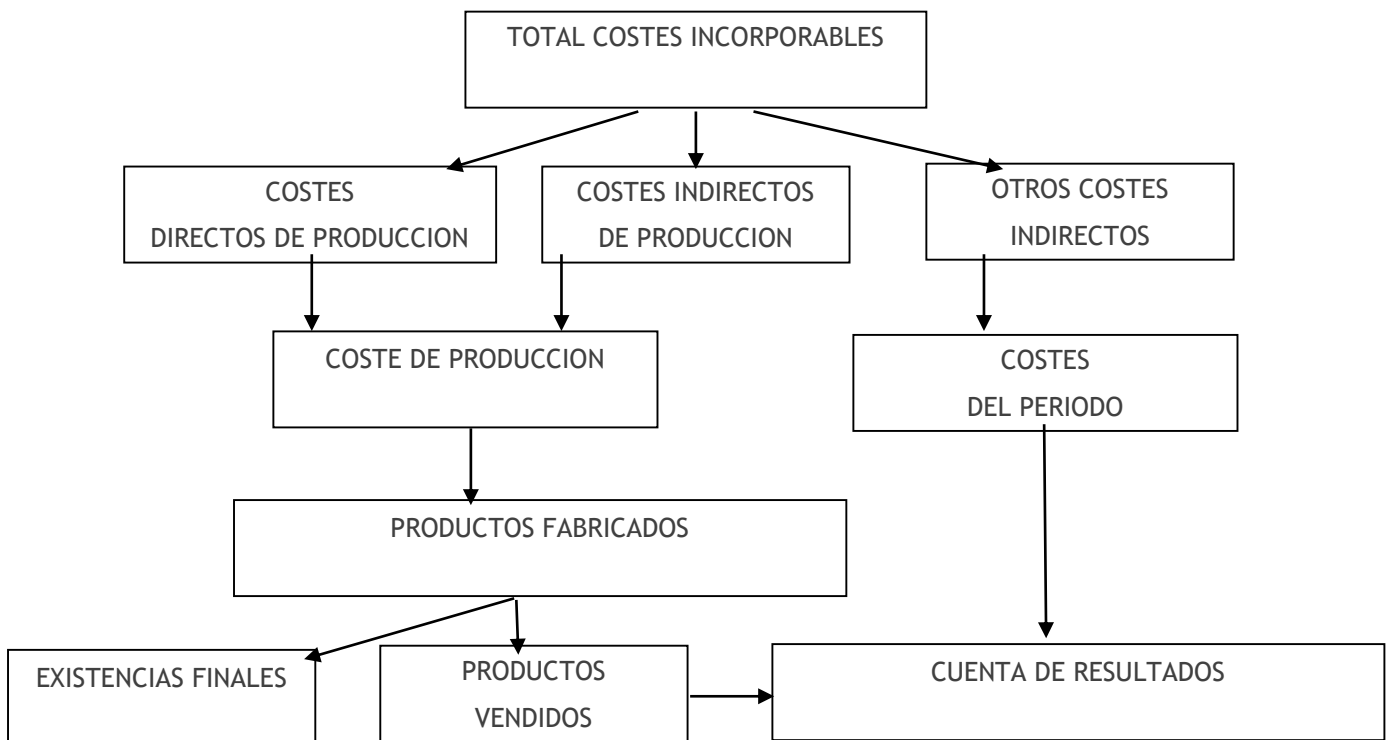 TOTAL COSTES INCORPORABLES
COSTES
DIRECTOS DE PRODUCCION
COSTES INDIRECTOS
DE PRODUCCION
OTROS COSTES
INDIRECTOS
COSTE DE PRODUCCION
COSTES
DEL PERIODO
PRODUCTOS FABRICADOS
EXISTENCIAS FINALES
PRODUCTOS
VENDIDOS
CUENTA DE RESULTADOS